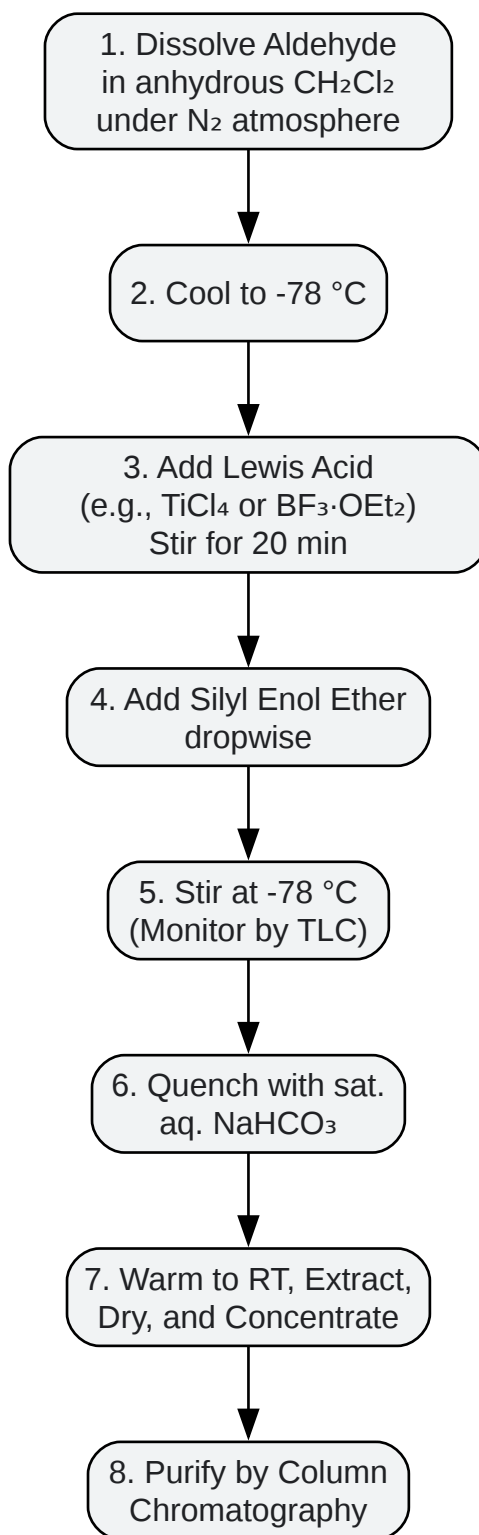 1. Dissolve Aldehyde
in anhydrous CH₂Cl₂
under N₂ atmosphere
2. Cool to -78 °C
3. Add Lewis Acid
(e.g., TiCl₄ or BF₃·OEt₂)
Stir for 20 min
4. Add Silyl Enol Ether
dropwise
5. Stir at -78 °C
(Monitor by TLC)
6. Quench with sat.
aq. NaHCO₃
7. Warm to RT, Extract,
Dry, and Concentrate
8. Purify by Column
Chromatography